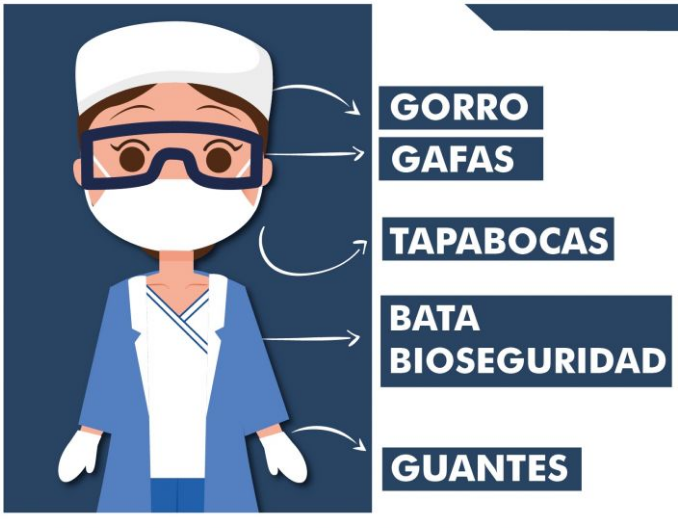 GORRO
GAFAS
TAPABOCAS
BATA
BIOSEGURIDAD
GUANTES